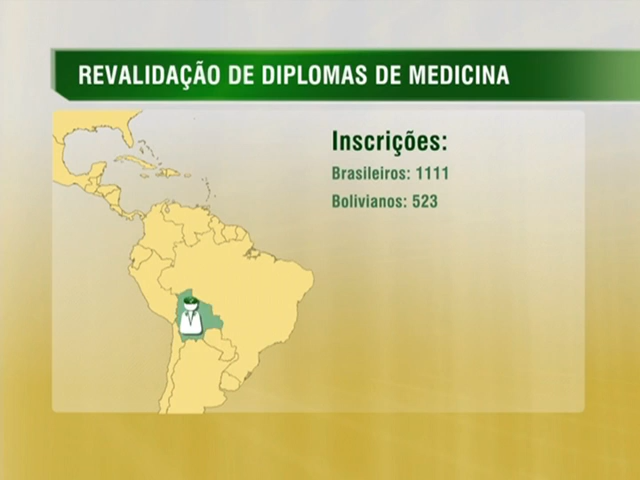 REVALIDAÇÃO DE DIPLOMAS DE MEDICINA
Inscrições:
Brasileiros: 1111
Bolivianos: 523